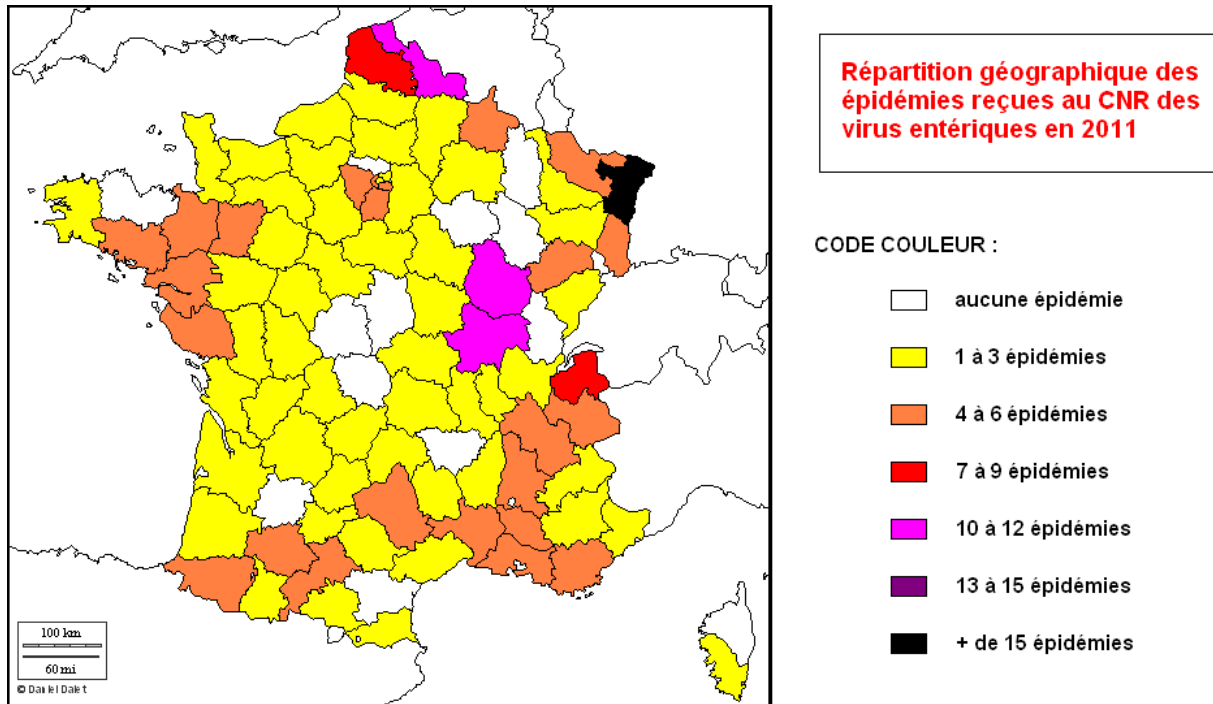 Répartition géographique des
épidémies reçues au CNR des
virus entériques en 2011
CODE COULEUR :
aucune épidémie
1 à 3 épidémies
4 à 6 épidémies
7 à 9 épidémies
10 à 12 épidémies
13 à 15 épidémies
+ de 15 épidémies
100 km
60 mi
© Daniel Dalet